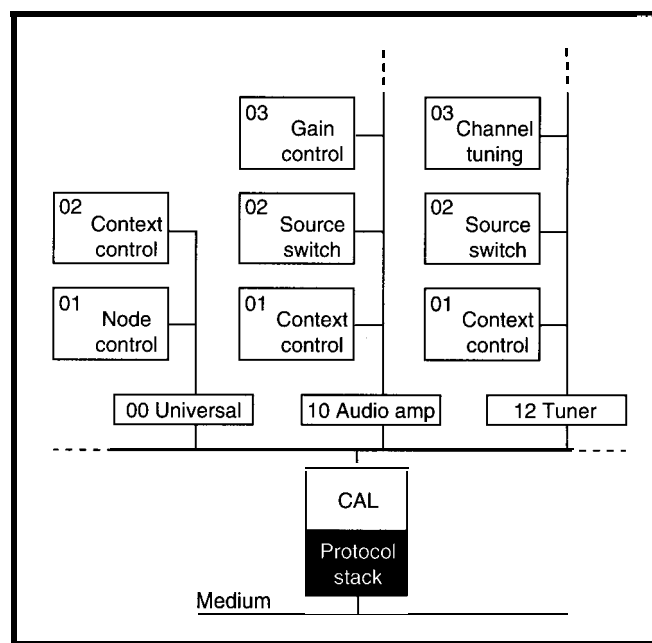 03
Gain
control
03
Channel
tuning
02
Context
control
02
Source
switch
02
Source
switch
01
Node
control
01
Context
control
01
Context
control
00 Universal
10 Audio amp
12 Tuner
CAL
Protocol
stack
Medium